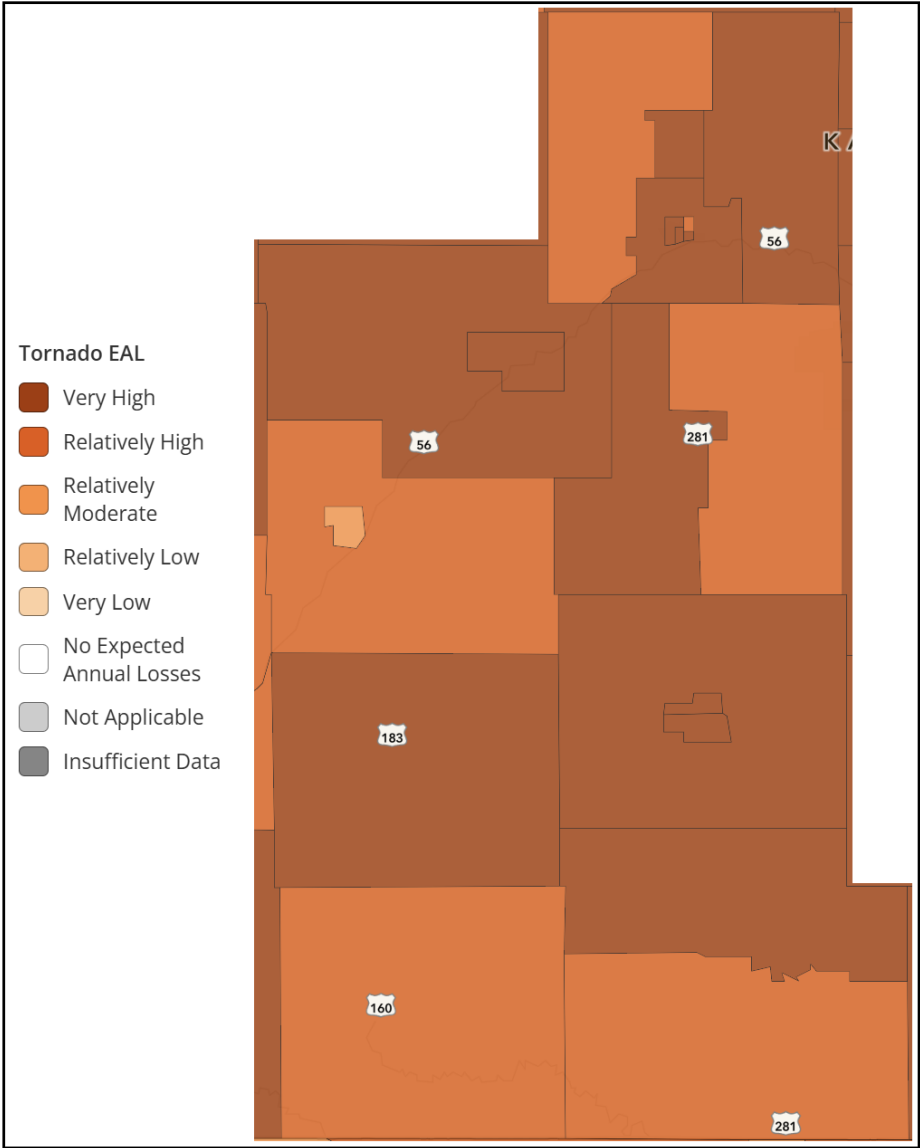 Tornado EAL
Very High
Relatively High
Relatively
Moderate
Relatively Low
Very Low
No Expected
Annual Losses
Not Applicable
Insufficient Data
K A
56
56
281
183
160
281